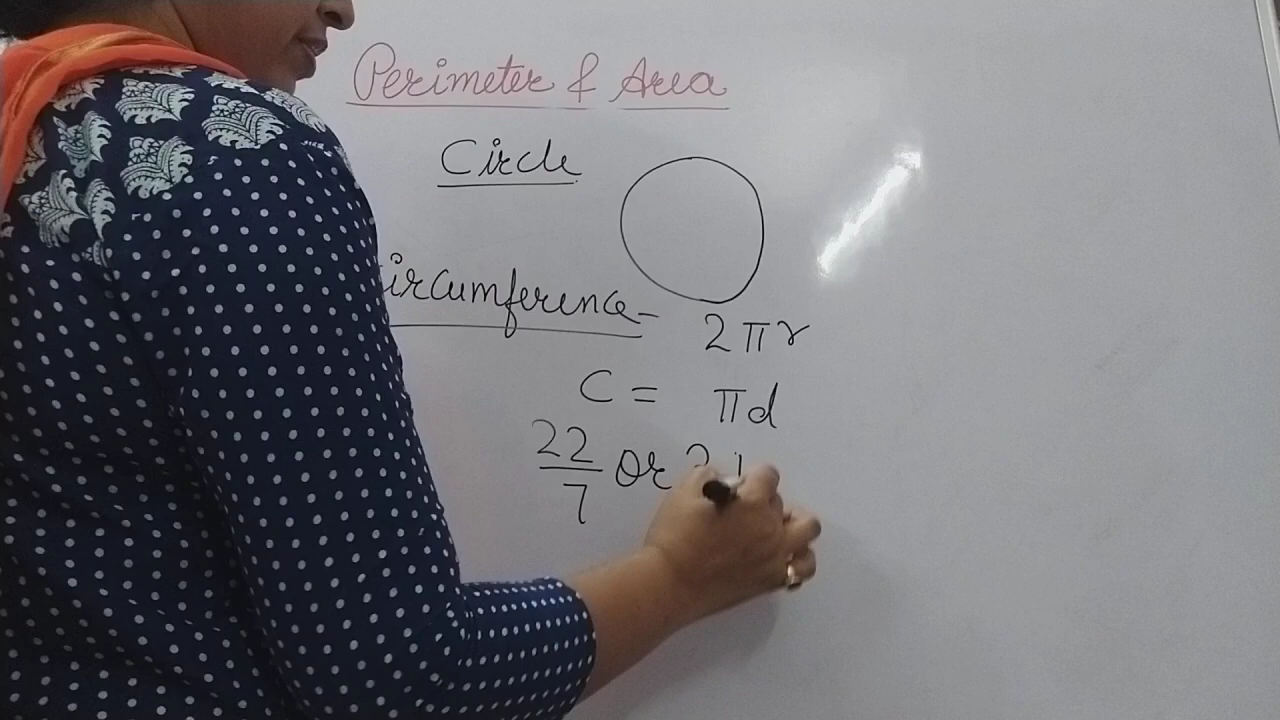 Perimeter & Area
Circle
ircumference - 2πr
C = πd
22/7 or